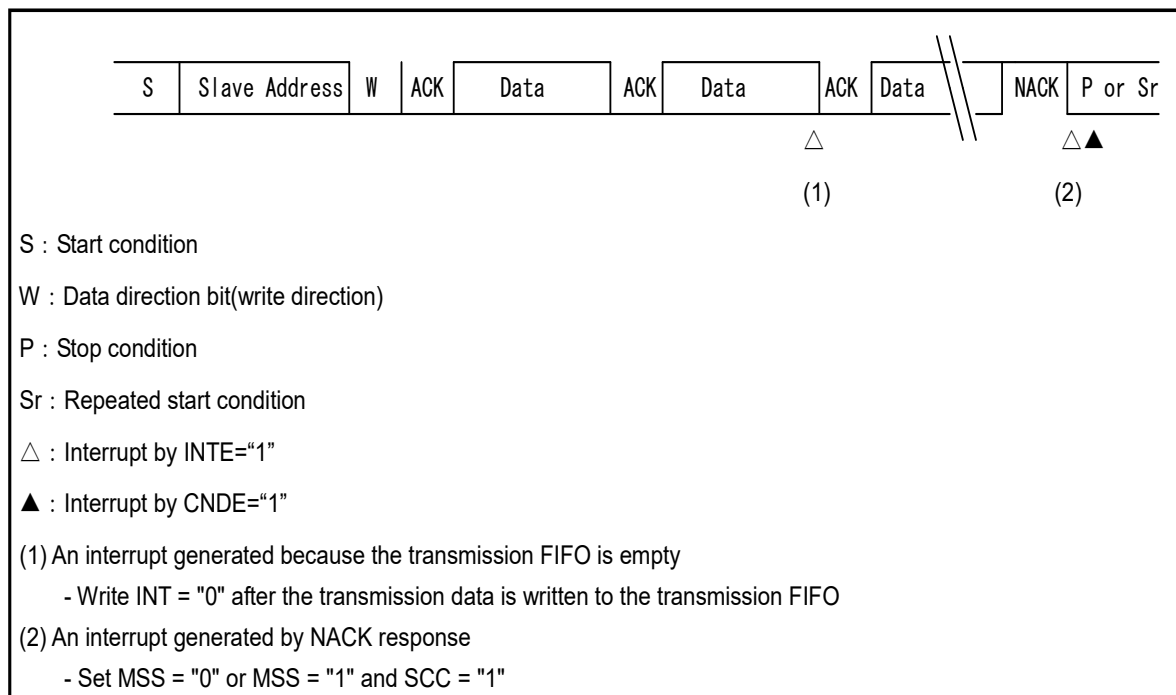 S Slave Address W ACK Data ACK Data ACK Data NACK P or Sr
△ △▲
(1) (2)
S : Start condition
W : Data direction bit(write direction)
P : Stop condition
Sr : Repeated start condition
△ : Interrupt by INTE=“1”
▲ : Interrupt by CNDE=“1”
(1) An interrupt generated because the transmission FIFO is empty
- Write INT = "0" after the transmission data is written to the transmission FIFO
(2) An interrupt generated by NACK response
- Set MSS = "0" or MSS = "1" and SCC = "1"